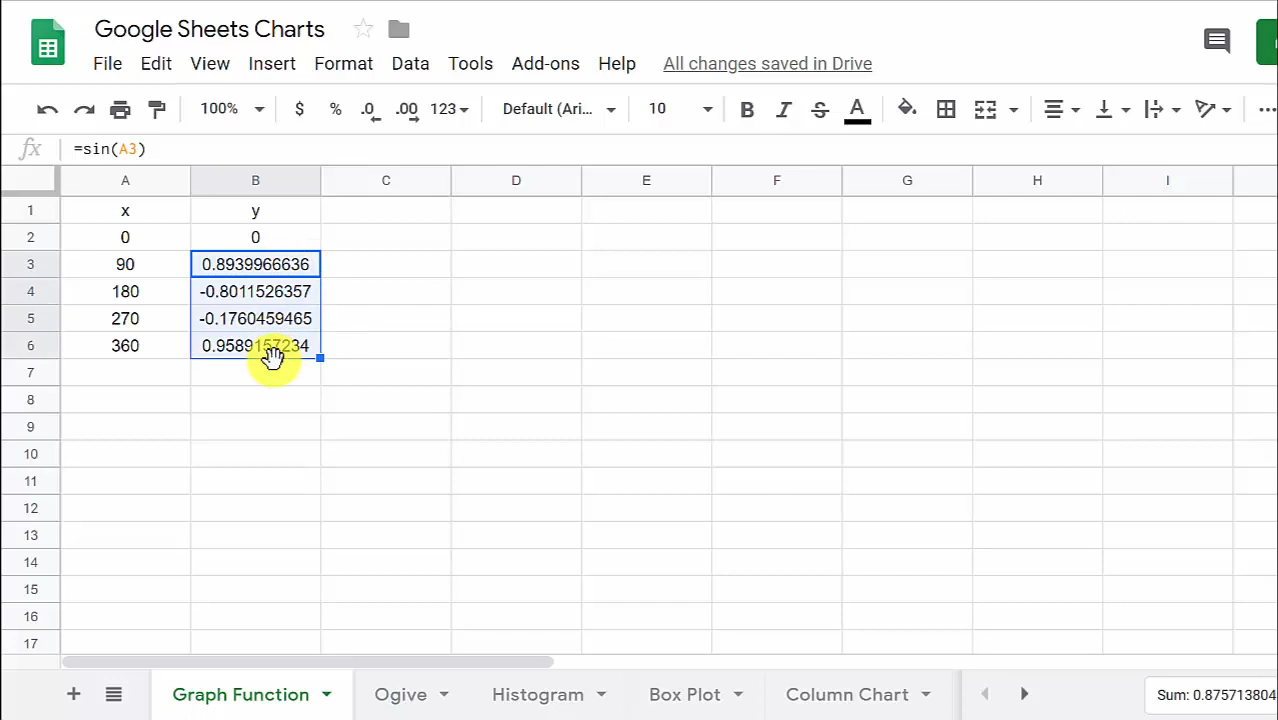 Google Sheets Charts
File Edit View Insert Format Data Tools Add-ons Help All changes saved in Drive
100% $ % .0 .00 123 Default (Ari... 10 B I S A
fx =sin(A3)
A B C D E F G H I
1 x y
2 0 0
3 90 0.8939966636
4 180 -0.8011526357
5 270 -0.1760459465
6 360 0.9589157234
7
8
9
10
11
12
13
14
15
16
17
+ Graph Function Ogive Histogram Box Plot Column Chart Sum: 0.875713804